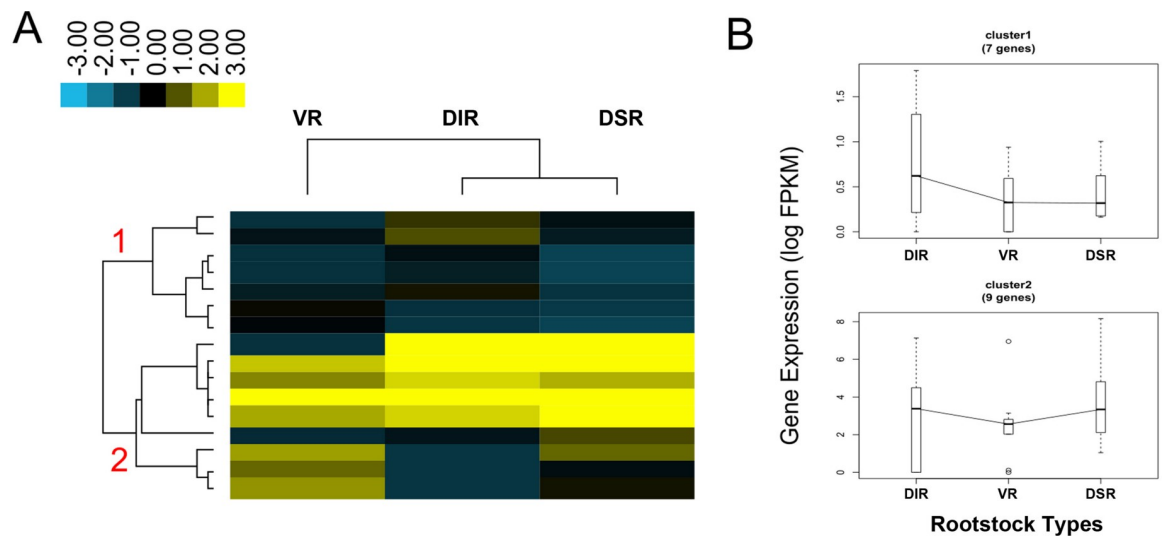 A
-3.00
-2.00
-1.00
0.00
1.00
2.00
3.00
VR DIR DSR
1
2
B
cluster1
(7 genes)
0.0
0.5
1.0
1.5
DIR VR DSR
cluster2
(9 genes)
0
2
4
6
8
DIR VR DSR
Gene Expression (log FPKM)
Rootstock Types